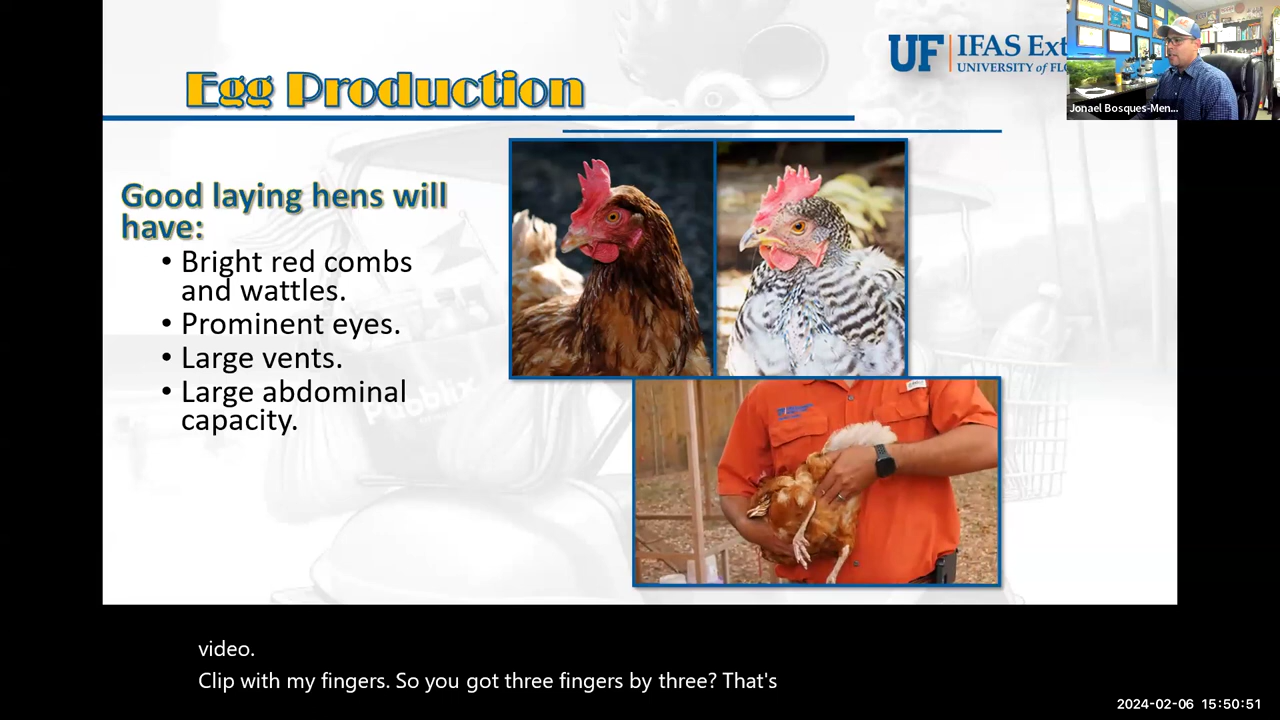 Egg Production
UF IFAS Ext
UNIVERSITY of FLO
Jonael Bosques-Men...
Good laying hens will
have:
• Bright red combs
and wattles.
• Prominent eyes.
• Large vents.
• Large abdominal
capacity.
Publix
video.
Clip with my fingers. So you got three fingers by three? That's
2024-02-06 15:50:51